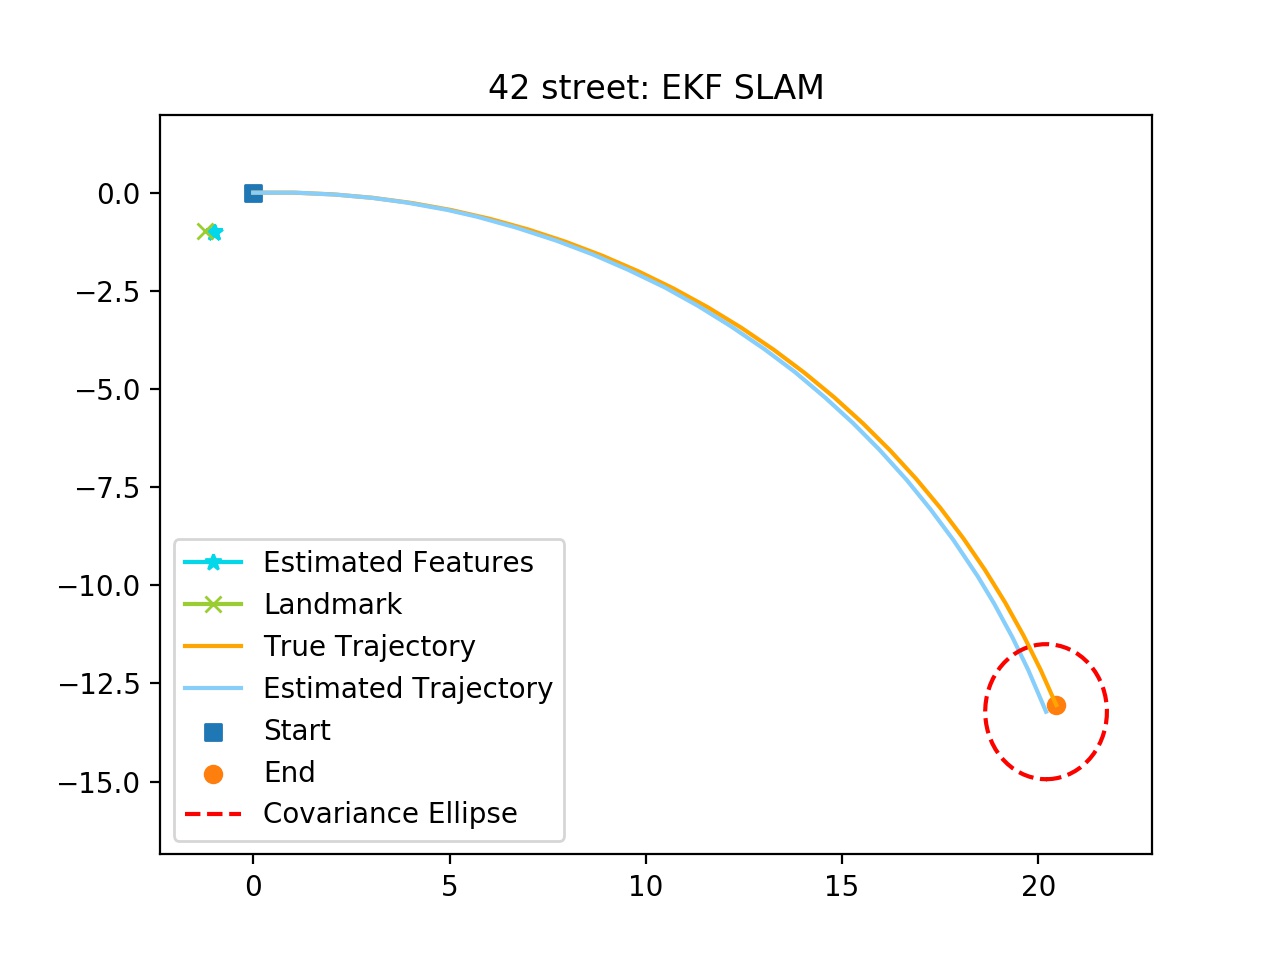 42 street: EKF SLAM
0.0
−2.5
−5.0
−7.5
−10.0
−12.5
−15.0
Estimated Features
Landmark
True Trajectory
Estimated Trajectory
Start
End
Covariance Ellipse
0 5 10 15 20